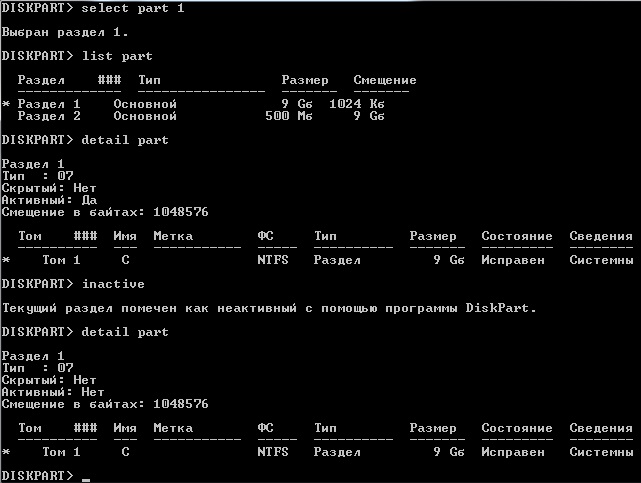 DISKPART> select part 1
Выбран раздел 1.
DISKPART> list part
Раздел    ###  Тип                Размер   Смещение
-------------  ----------------  -------  --------
* Раздел 1    Основной             9 Gб  1024 Kб
  Раздел 2    Основной           500 Mб     9 Gб
DISKPART> detail part
Раздел 1
Тип  : 07
Скрытый: Нет
Активный: Да
Смещение в байтах: 1048576
Том    ###  Имя  Метка        ФС     Тип         Размер   Состояние  Сведения
----------  ---  -----------  -----  ----------  -------  ---------  --------
*    Том 1     C                NTFS   Раздел         9 Gб  Исправен   Системны
DISKPART> inactive
Текущий раздел помечен как неактивный с помощью программы DiskPart.
DISKPART> detail part
Раздел 1
Тип  : 07
Скрытый: Нет
Активный: Нет
Смещение в байтах: 1048576
Том    ###  Имя  Метка        ФС     Тип         Размер   Состояние  Сведения
----------  ---  -----------  -----  ----------  -------  ---------  --------
*    Том 1     C                NTFS   Раздел         9 Gб  Исправен   Системны
DISKPART> _